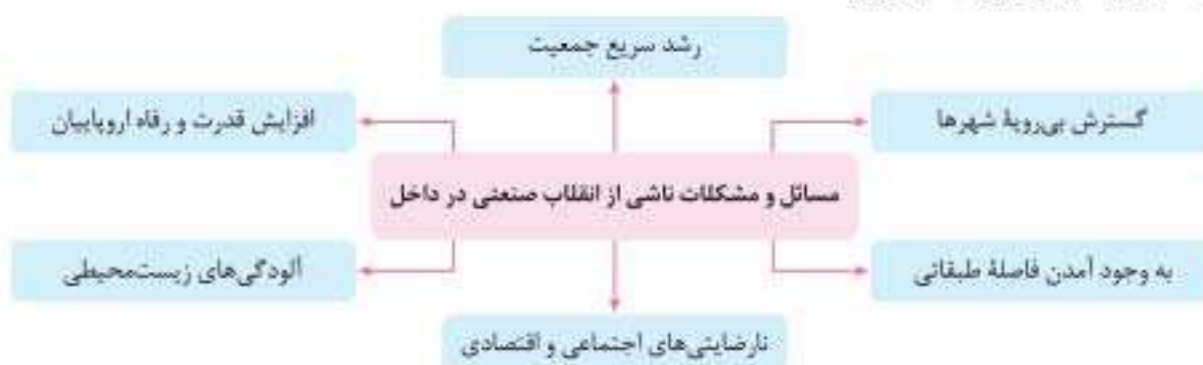 رشد سریع جمعیت
گسترش بی‌رویهٔ شهرها
افزایش قدرت و رفاه اروپاییان
مسائل و مشکلات ناشی از انقلاب صنعتی در داخل
به وجود آمدن فاصلهٔ طبقاتی
آلودگی‌های زیست‌محیطی
نارضایتی‌های اجتماعی و اقتصادی